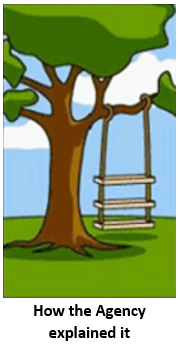 How the Agency
explained it